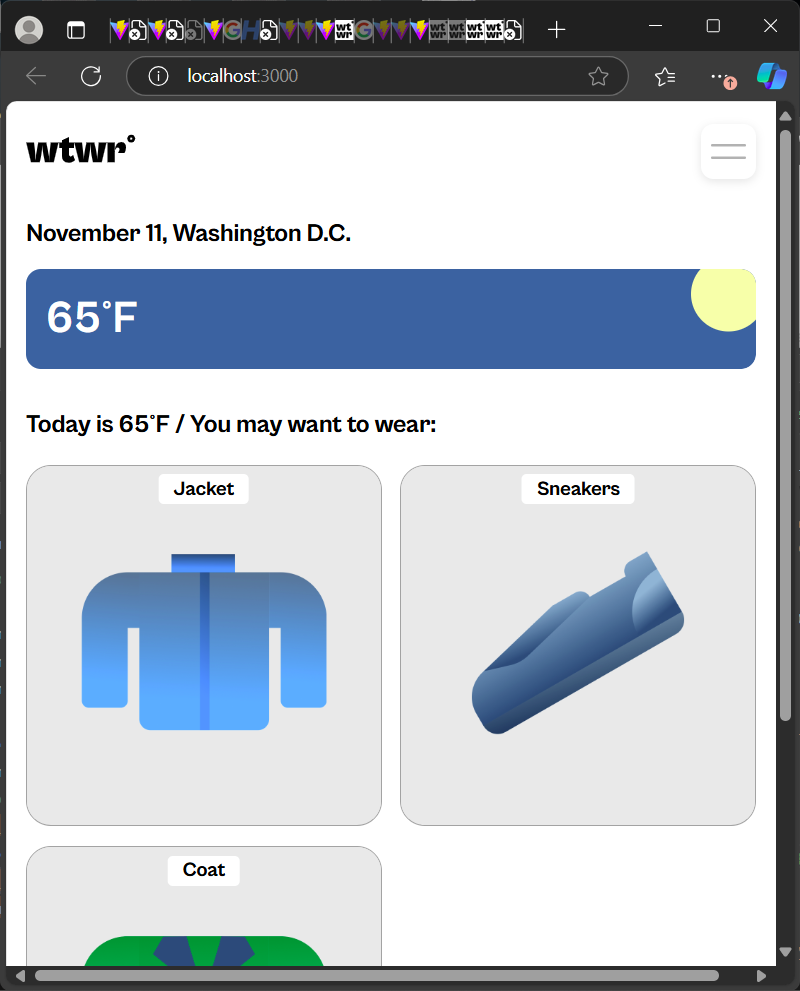 localhost:3000
wtwr°
November 11, Washington D.C.
65°F
Today is 65°F / You may want to wear:
Jacket
Sneakers
Coat